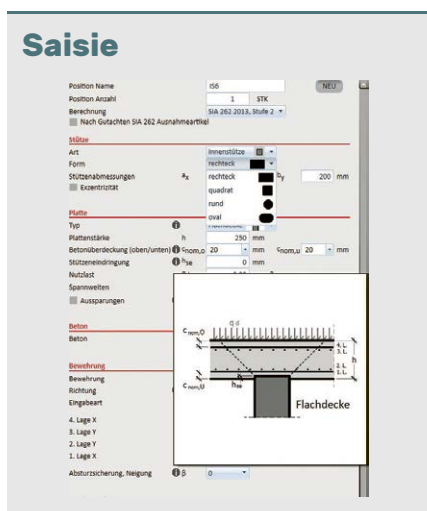 Saisie
Position Name IS6 NEU
Position Anzahl 1 STK
Berechnung SIA 262 2013, Stufe 2
Nach Gutachten SIA 262 Ausnahmeartikel
Stütze
Art Innenstütze
Form rechteck
Stützenabmessungen ax rechteck by 200 mm
Exzentrizität quadrat
rund
oval
Platte
Typ
Plattenstärke h 250 mm
Betonüberdeckung (oben/unten) cnom,o 20 mm cnom,u 20 mm
Stützeneindringung hse 0 mm
Nutzlast
Spannweiten
Aussparungen
Beton
Beton
Bewehrung
Bewehrung
Richtung
Eingabeart
4. Lage X
3. Lage Y
2. Lage Y
1. Lage X
Absturzsicherung, Neigung β 0
qd
cnom,O
4. L.
3. L.
h
2. L.
1. L.
cnom,U hse
Flachdecke